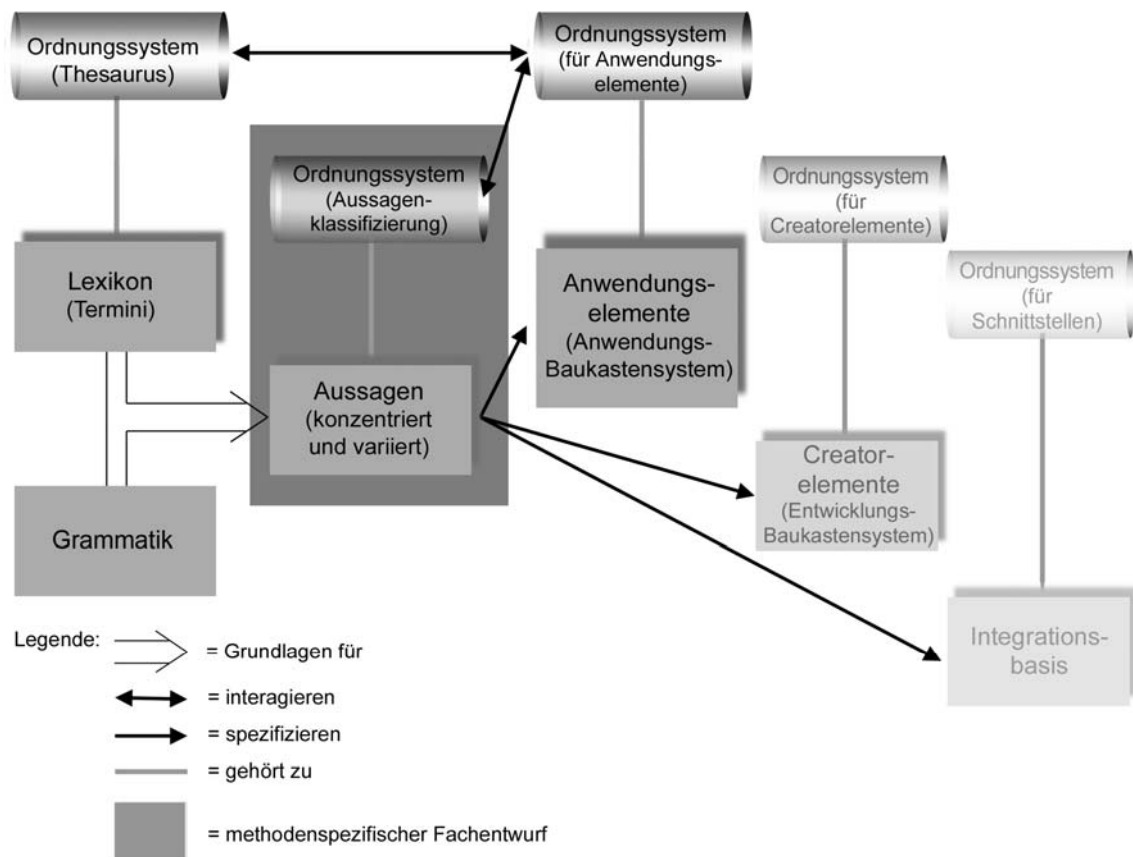 Ordnungssystem
(Thesaurus)
Ordnungssystem
(für Anwendungs-
elemente)
Ordnungssystem
(Aussagen-
klassifizierung)
Ordnungssystem
(für
Creatorelemente)
Ordnungssystem
(für
Schnittstellen)
Lexikon
(Termini)
Anwendungs-
elemente
(Anwendungs-
Baukastensystem)
Aussagen
(konzentriert
und variiert)
Creator-
elemente
(Entwicklungs-
Baukastensystem)
Grammatik
Integrations-
basis
Legende:
= Grundlagen für
= interagieren
= spezifizieren
= gehört zu
= methodenspezifischer Fachentwurf